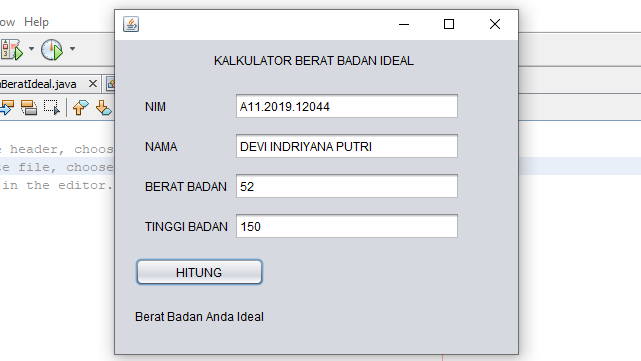 ow Help
KALKULATOR BERAT BADAN IDEAL
BeratIdeal.java
NIM A11.2019.12044
e header, choos
NAMA DEVI INDRIYANA PUTRI
te file, choose
in the editor.
BERAT BADAN 52
TINGGI BADAN 150
HITUNG
Berat Badan Anda Ideal